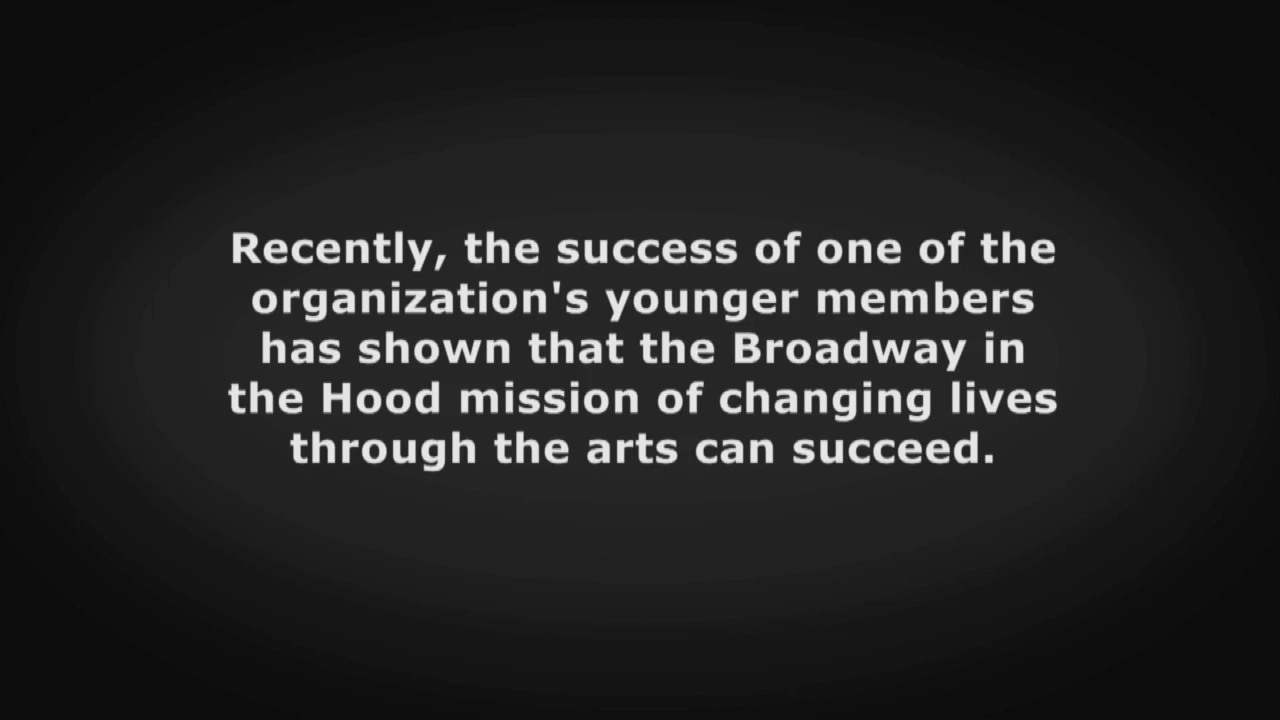 Recently, the success of one of the
organization's younger members
has shown that the Broadway in
the Hood mission of changing lives
through the arts can succeed.